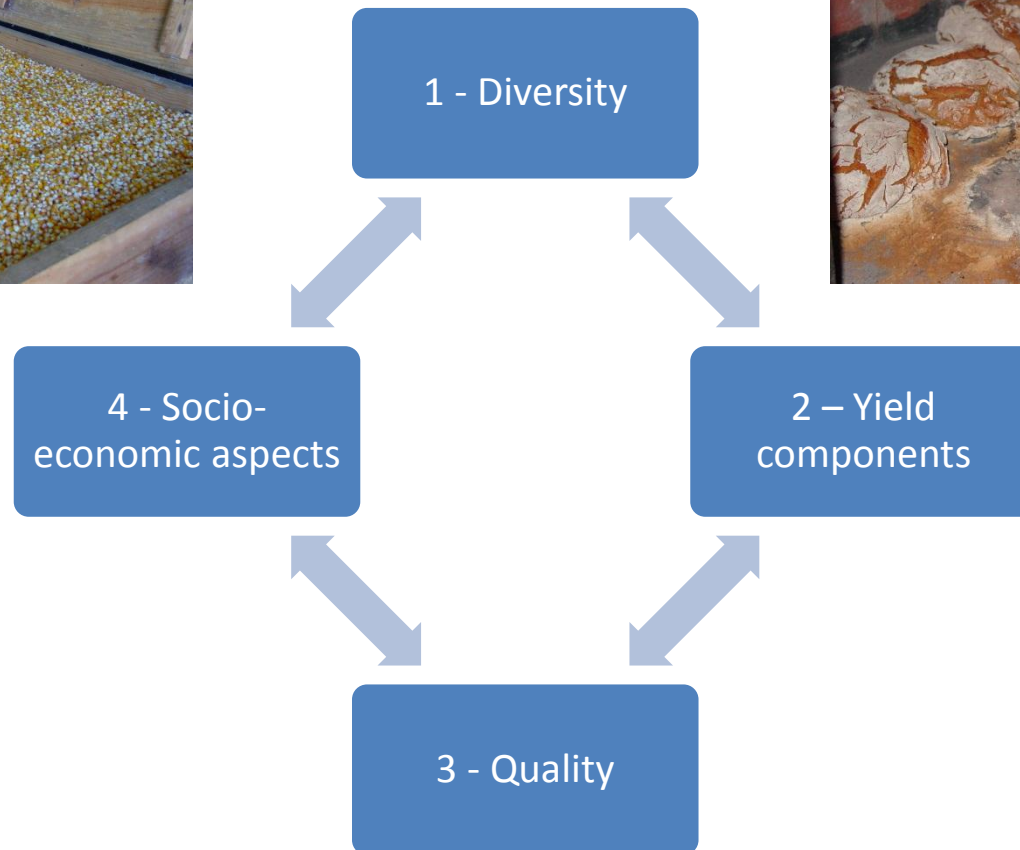 1 - Diversity
4 - Socio-
economic aspects
2 – Yield
components
3 - Quality